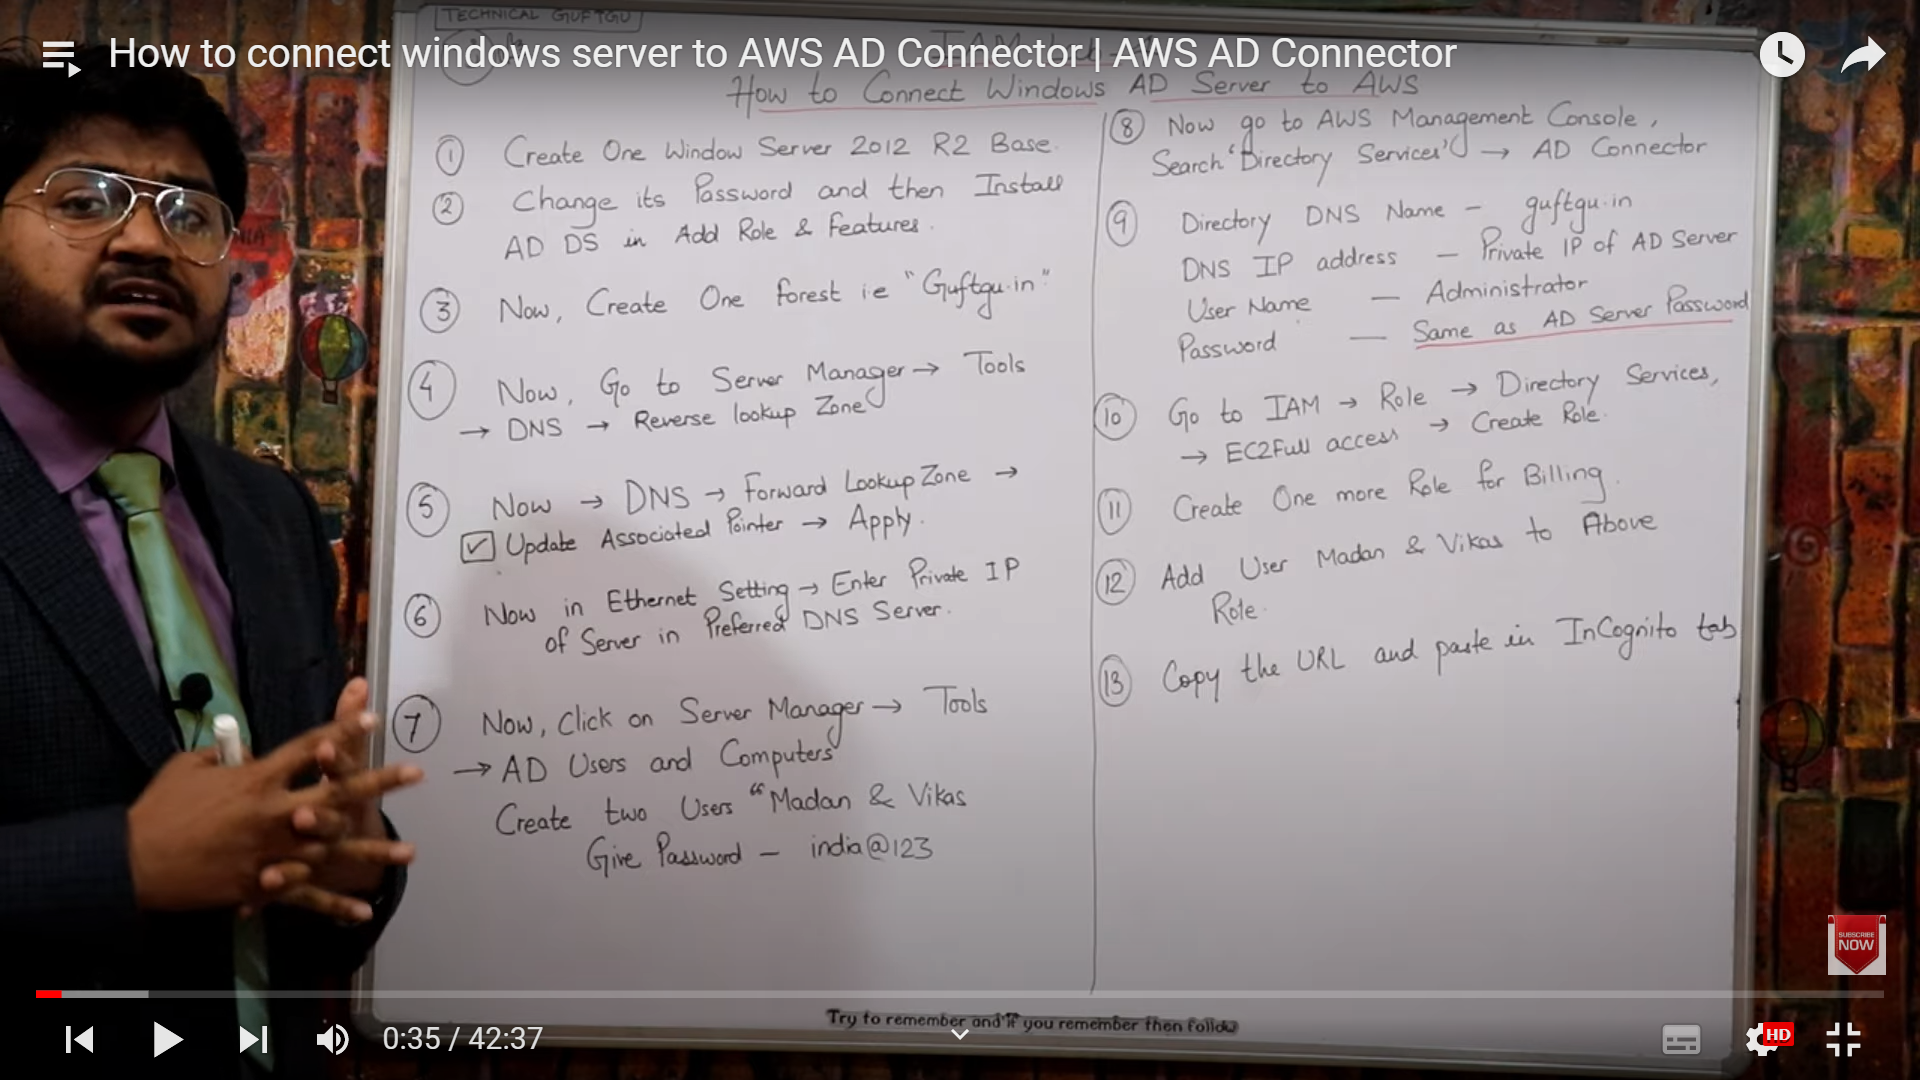 TECHNICAL GUFTGU
How to connect windows server to AWS AD Connector | AWS AD Connector
How to Connect Windows AD Server to AWS
1 Create One Window Server 2012 R2 Base.
2 Change its Password and then Install
AD DS in Add Role & Features.
3 Now, Create One forest i.e "Guftgu.in"
4 Now, Go to Server Manager → Tools
→ DNS → Reverse lookup Zone
5 Now → DNS → Forward Lookup Zone →
☑ Update Associated Pointer → Apply.
6 Now in Ethernet Setting → Enter Private IP
of Server in Preferred DNS Server.
7 Now, Click on Server Manager → Tools
→ AD Users and Computers
Create two Users "Madan & Vikas
Give Password – india@123
8 Now go to AWS Management Console,
Search 'Directory Services' → AD Connector
9 Directory DNS Name – guftgu.in
DNS IP address – Private IP of AD Server
User Name – Administrator
Password – Same as AD Server Password
10 Go to IAM → Role → Directory Services,
→ EC2Full access → Create Role.
11 Create One more Role for Billing.
12 Add User Madan & Vikas to Above
Role.
13 Copy the URL and paste in InCognito tab
Try to remember and if you remember then follow
SUBSCRIBE
NOW
0:35 / 42:37
HD